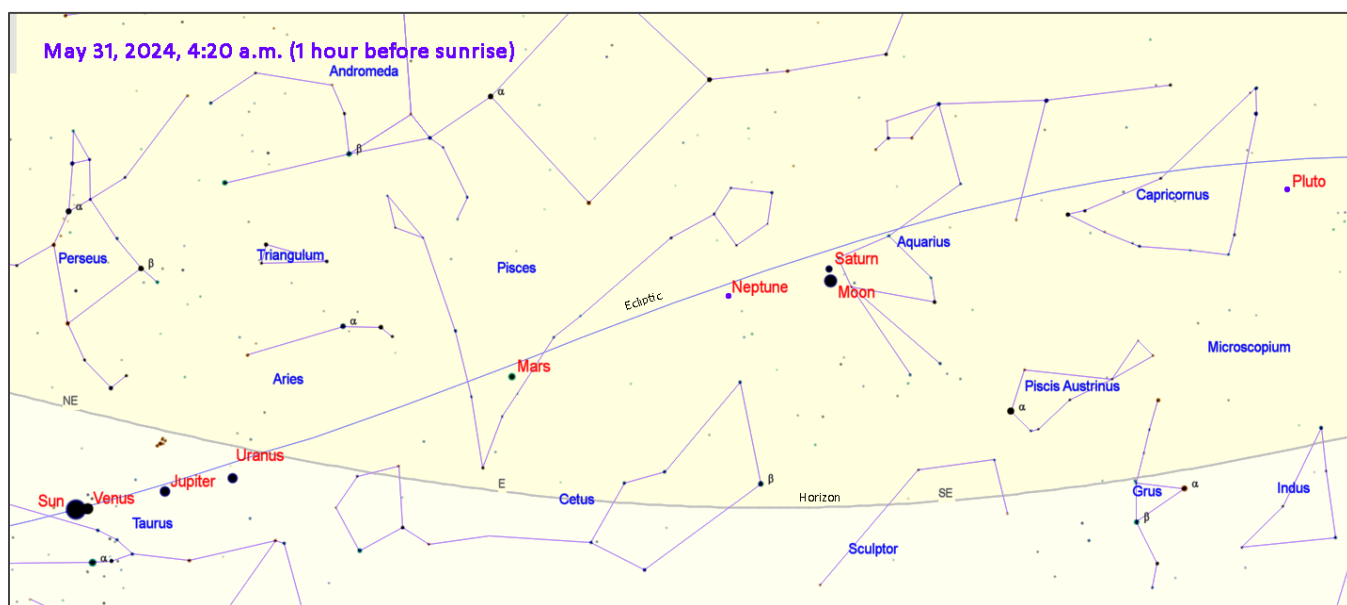 May 31, 2024, 4:20 a.m. (1 hour before sunrise)
Andromeda
α
β
Pluto
Capricornus
α
Perseus
β
Triangulum
Pisces
Aquarius
Saturn
Moon
Neptune
Ecliptic
α
Aries
Mars
Microscopium
Piscis Austrinus
α
NE
Uranus
Jupiter
Sun
Venus
Taurus
α
E
Cetus
β
Horizon
SE
Grus
α
β
Indus
Sculptor